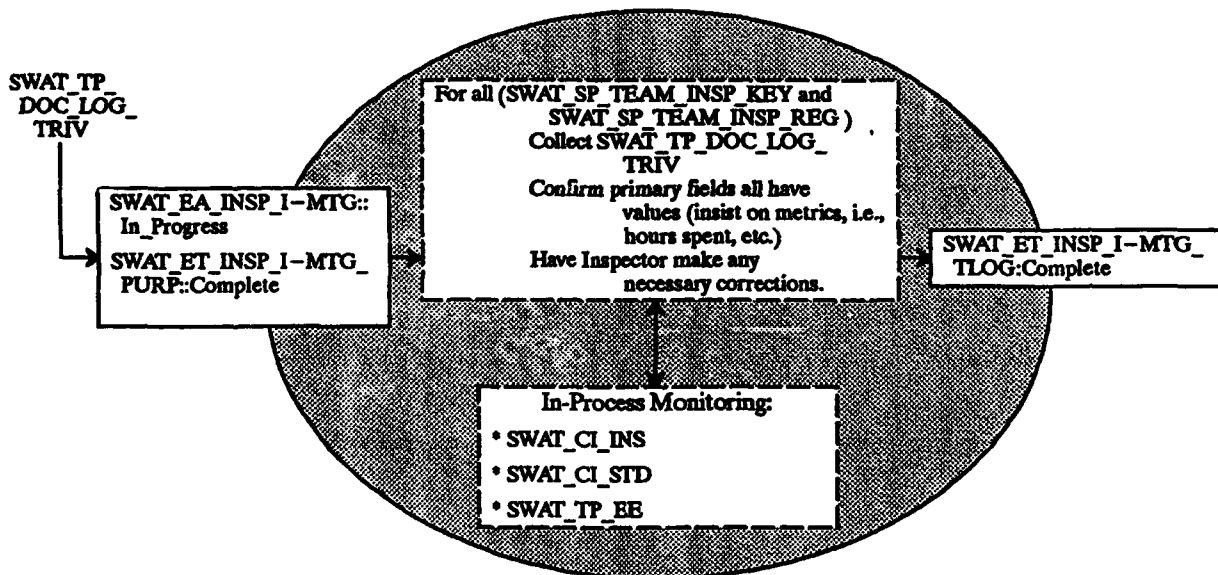 SWAT_TP_
DOC_LOG_
TRIV
SWAT_EA_INSP_I-MTG::
In_Progress
SWAT_ET_INSP_I-MTG_
PURP::Complete
For all (SWAT_SP_TEAM_INSP_KEY and
SWAT_SP_TEAM_INSP_REG )
Collect SWAT_TP_DOC_LOG_
TRIV
Confirm primary fields all have
values (insist on metrics, i.e.,
hours spent, etc.)
Have Inspector make any
necessary corrections.
SWAT_ET_INSP_I-MTG_
TLOG:Complete
In-Process Monitoring:
* SWAT_CI_INS
* SWAT_CI_STD
* SWAT_TP_EE